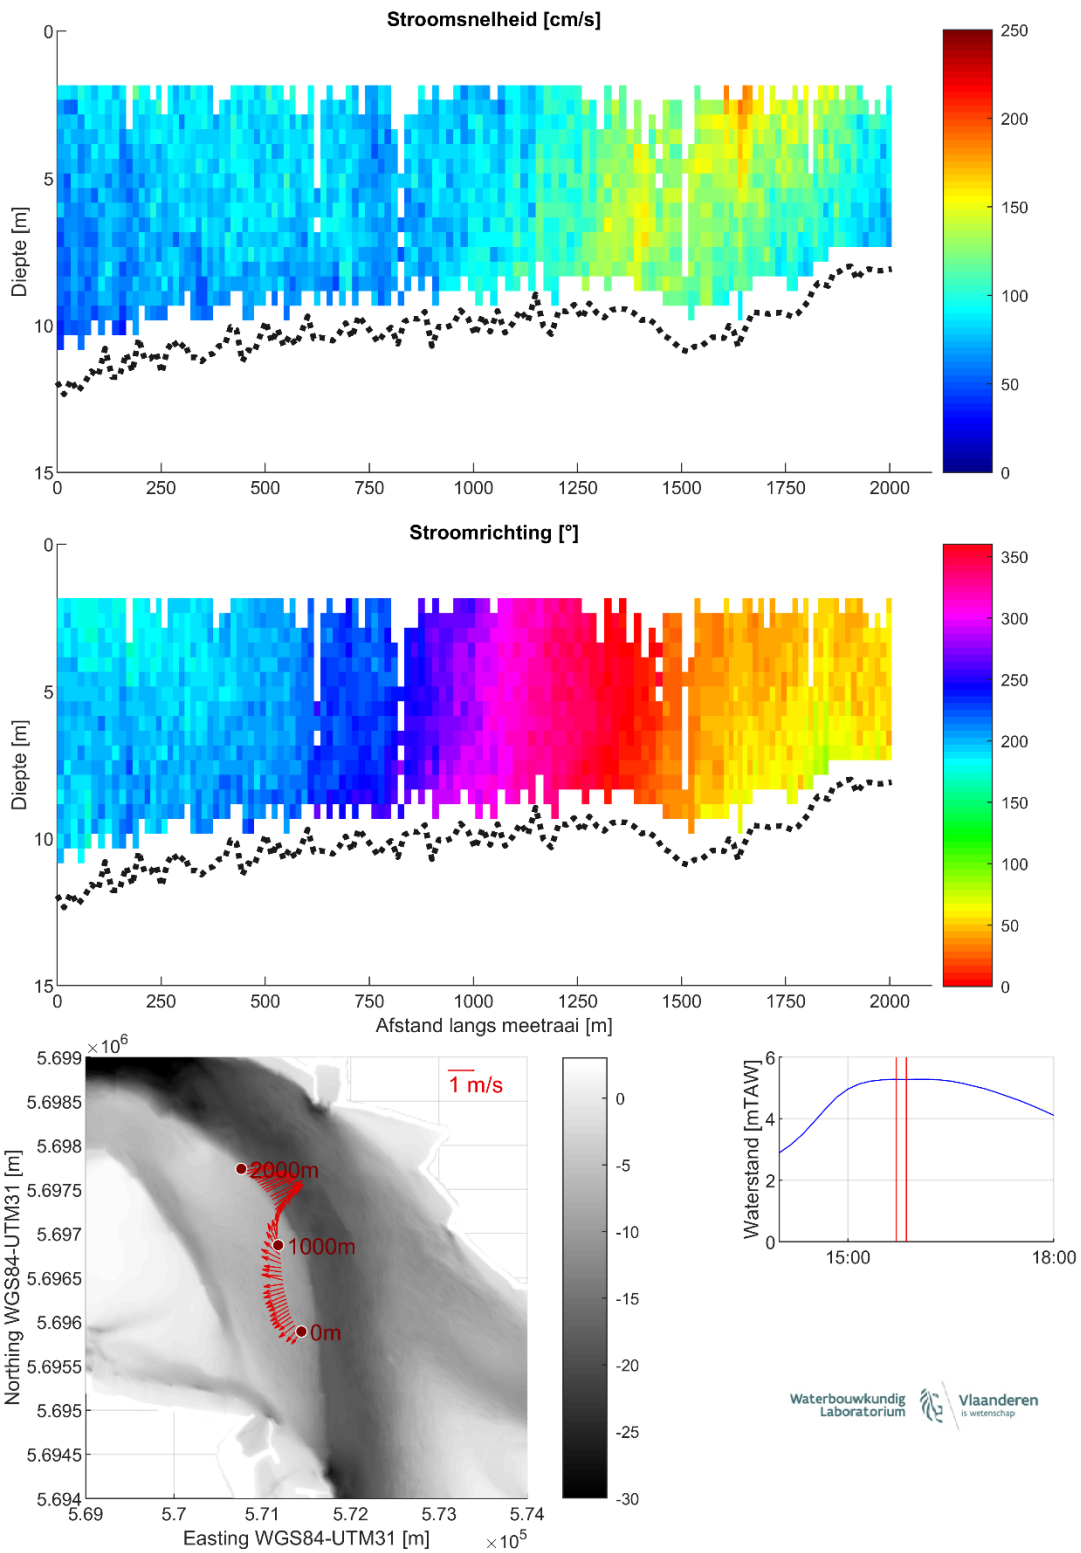 Stroomsnelheid [cm/s]
0
5
10
15
Diepte [m]
0 250 500 750 1000 1250 1500 1750 2000
250
200
150
100
50
0
Stroomrichting [°]
0
5
10
15
Diepte [m]
0 250 500 750 1000 1250 1500 1750 2000
Afstand langs meetraai [m]
350
300
250
200
150
100
50
0
×10⁶
5.699
5.6985
5.698
5.6975
5.697
5.6965
5.696
5.6955
5.695
5.6945
5.694
Northing WGS84-UTM31 [m]
1 m/s
2000m
1000m
0m
5.69 5.7 5.71 5.72 5.73 5.74
Easting WGS84-UTM31 [m]
×10⁵
0
-5
-10
-15
-20
-25
-30
6
4
2
0
Waterstand [mTAW]
15:00 18:00
Waterbouwkundig
Laboratorium
Vlaanderen
is wetenschap